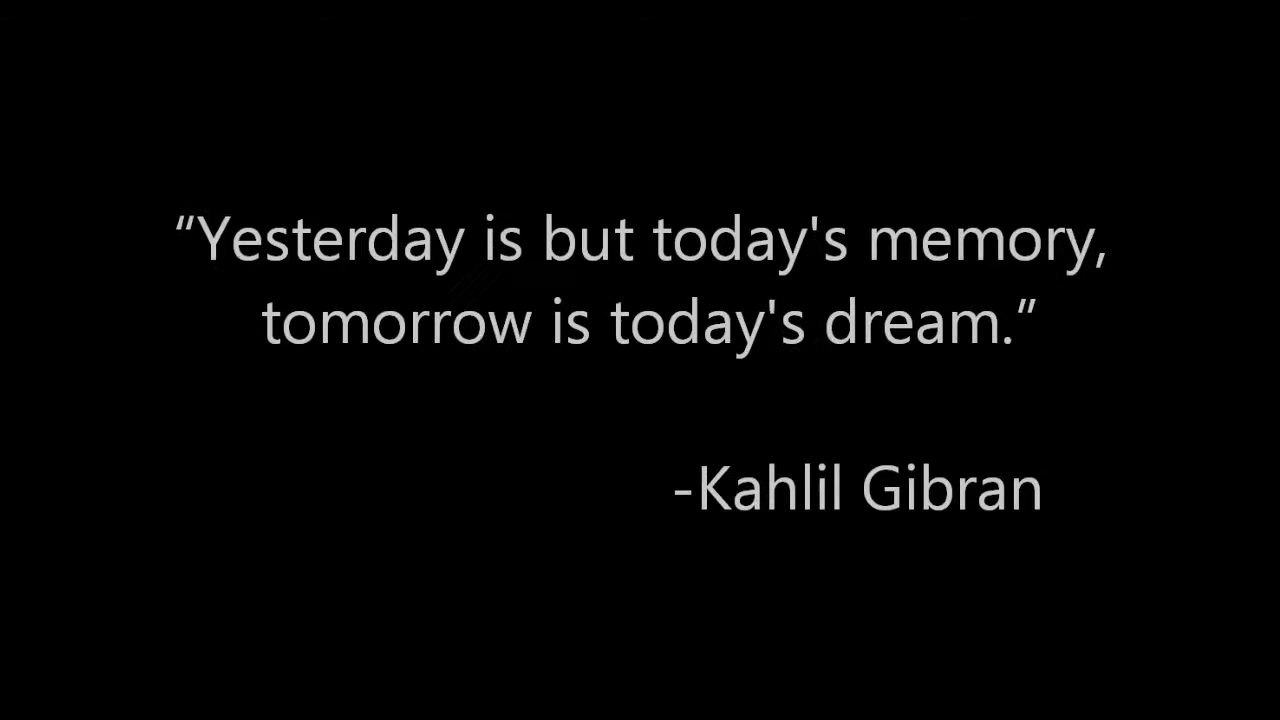 “Yesterday is but today's memory,
tomorrow is today's dream.”
-Kahlil Gibran